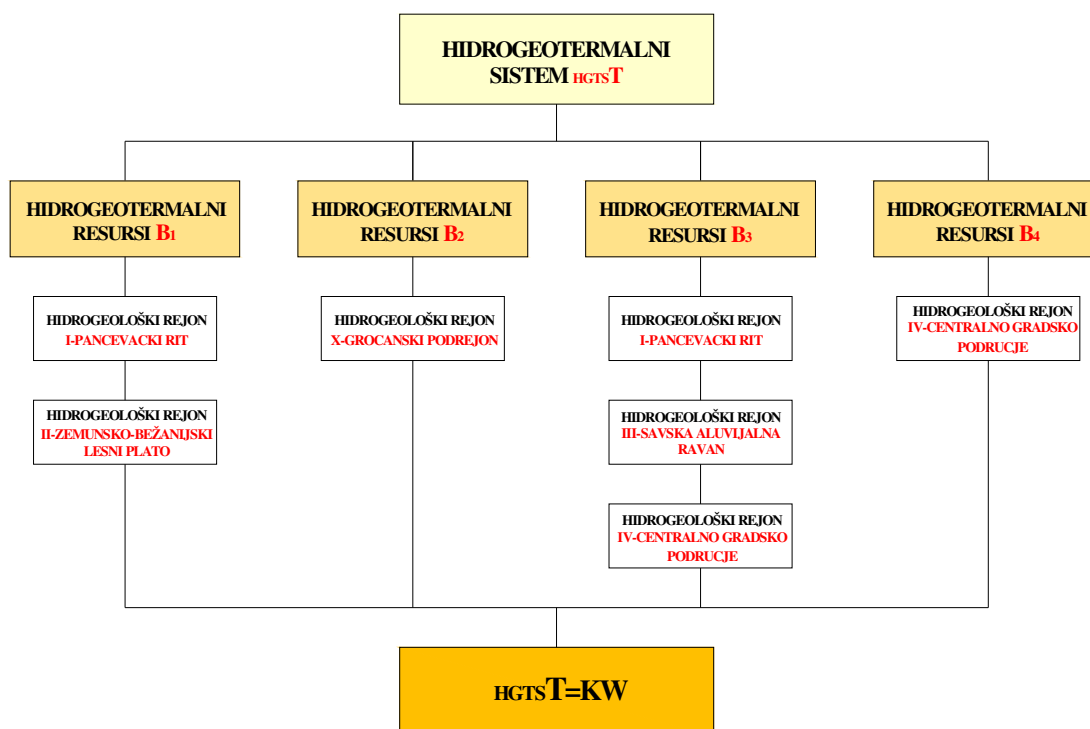 HIDROGEOTERMALNI
SISTEM HGTST
HIDROGEOTERMALNI
RESURSI B1
HIDROGEOLOŠKI REJON
I-PANCEVACKI RIT
HIDROGEOLOŠKI REJON
II-ZEMUNSKO-BEŽANIJSKI
LESNI PLATO
HIDROGEOTERMALNI
RESURSI B2
HIDROGEOLOŠKI REJON
X-GROCANSKI PODREJON
HIDROGEOTERMALNI
RESURSI B3
HIDROGEOLOŠKI REJON
I-PANCEVACKI RIT
HIDROGEOLOŠKI REJON
III-SAVSKA ALUVIJALNA
RAVAN
HIDROGEOLOŠKI REJON
IV-CENTRALNO GRADSKO
PODRUCJE
HIDROGEOTERMALNI
RESURSI B4
HIDROGEOLOŠKI REJON
IV-CENTRALNO GRADSKO
PODRUCJE
HGTST=KW